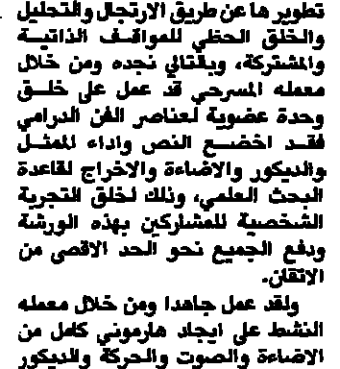 تطويرها عن طريق الارتجال والتحليل
والخلق الحظي للمواقف الذاتية
والمشتركة، وبالتالي نجده ومن خلال
معمله المسرحي قد عمل على خلق
وحدة عضوية لعناصر الفن الدرامي
فقد اخضع النص واداء الممثل
والديكور والاضاءة والاخراج لقاعدة
البحث العلمي، وذلك لخلق التجربة
الشخصية للمشاركين بهذه الورشة
ودفع الجميع نحو الحد الاقصى من
الاتقان.
ولقد عمل جاهدا ومن خلال معمله
النشط على ايجاد هارموني كامل من
الاضاءة والصوت والحركة والديكور